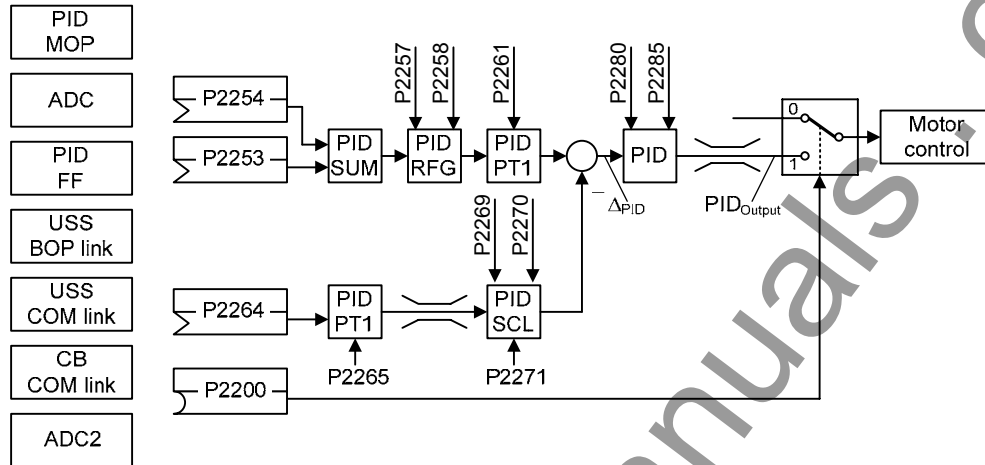 PID
MOP
ADC
PID
FF
USS
BOP link
USS
COM link
CB
COM link
ADC2
P2254
P2253
P2264
P2200
PID
SUM
P2257
P2258
PID
RFG
P2261
PID
PT1
P2280
P2285
PID
−
ΔPID
PIDOutput
0
1
Motor
control
PID
PT1
P2265
P2269
P2270
PID
SCL
P2271
manuals